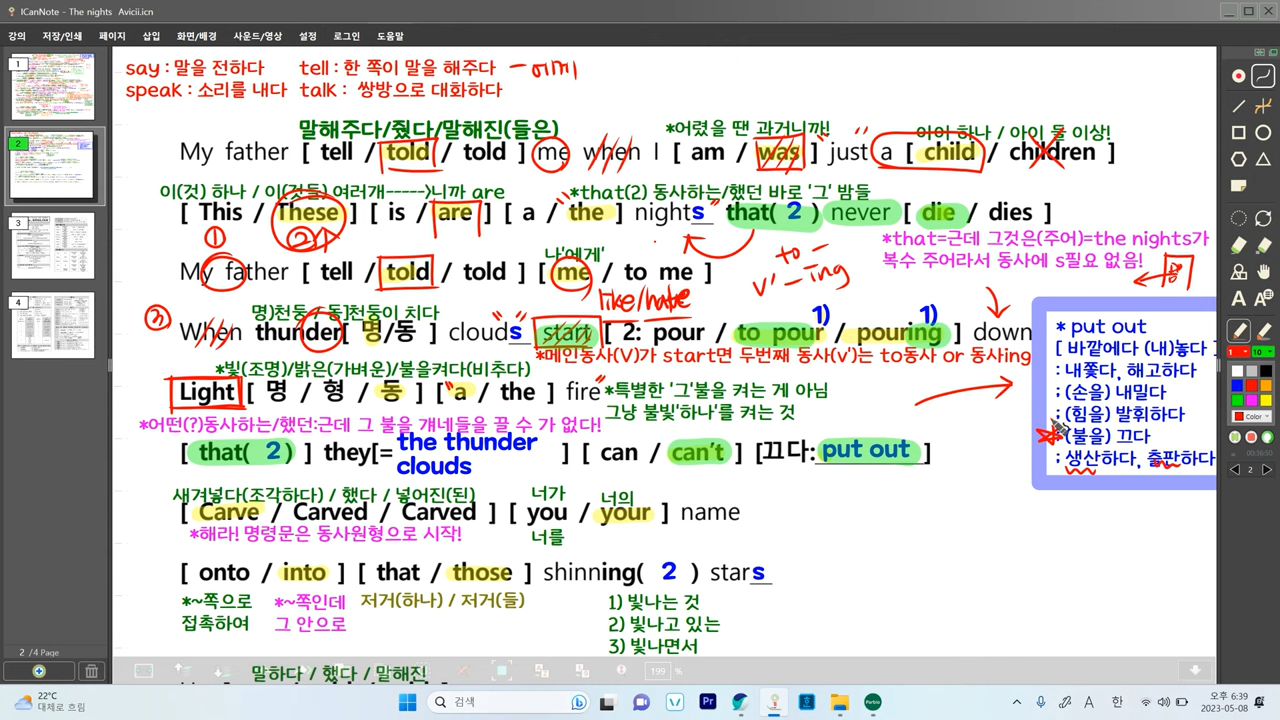 ICanNote - The nights Avicii.icn
강의 저장/인쇄 페이지 삽입 화면/배경 사운드/영상 설정 로그인 도움말
1
2
3
4
say : 말을 전하다 tell : 한 쪽이 말을 해주다 - 에게
speaK : 소리를 내다 talK : 쌍방으로 대화하다
말해주다/줬다/말해진(들은) *어렸을 땐 과거니까! 아이 하나 / 아이 둘 이상!
My father [ tell / told / told ] me when I [ am / was ] just a [ child / children ]
이(것) 하나 / 이(것들) 여러개----->니까 are *that(2) 동사하는/했던 바로 '그' 밤들
[ This / These ] [ is / are ] [ a / the ] nights that( 2 ) never [ die / dies ]
① 2개
*that=근데 그것은(주어)=the nights가
복수 주어라서 동사에 s필요 없음!
나'에게'
My father [ tell / told / told ] [ me / to me ]
to -
v' - ing
like/hate
명)천둥 / 동)천둥이 치다
③ When thunder[ 명/동 ] clouds start [ 2: pour / to pour / pouring ] down
1) 1)
*메인동사(V)가 start면 두번째 동사(v')는 to동사 or 동사ing
*빛(조명)/밝은(가벼운)/불을켜다(비추다)
Light [ 명 / 형 / 동 ] [ "a / the ] fire" *특별한 '그'불을 켜는 게 아님
그냥 불빛'하나'를 켜는 것
*어떤(?)동사하는/했던:근데 그 불을 걔네들을 끌 수 가 없다!
[ that( 2 ) ] they[= the thunder clouds ] [ can / can't ] [끄다: put out ]
* put out
[ 바깥에다 (내)놓다 ]
: 내쫓다, 해고하다
; (손을) 내밀다
; (힘을) 발휘하다
; (불을) 끄다
; 생산하다, 출판하다
새겨넣다(조각하다) / 했다 / 넣어진(된) 너가 너의
[ Carve / Carved / Carved ] [ you / your ] name
*해라! 명령문은 동사원형으로 시작! 너를
[ onto / into ] [ that / those ] shinning( 2 ) stars
*~쪽으로 *~쪽인데 저거(하나) / 저거(들) 1) 빛나는 것
접촉하여 그 안으로 2) 빛나고 있는
3) 빛나면서
말하다 / 했다 / 말해진
2 / 4 Page
199 %
1 10
Color
00:36:50
2
22°C
대체로 흐림
검색
한
오후 6:39
2023-05-08